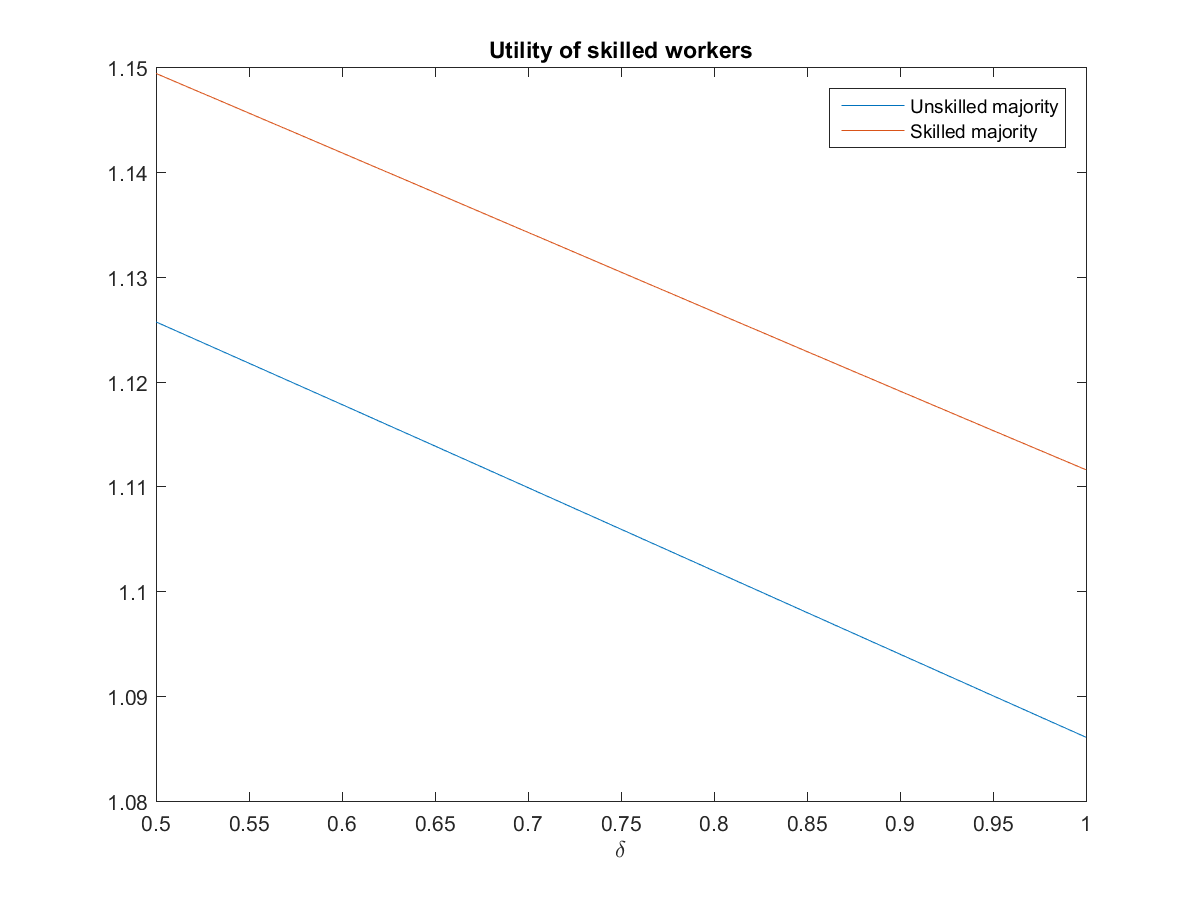 Utility of skilled workers
Unskilled majority
Skilled majority
1.15
1.14
1.13
1.12
1.11
1.1
1.09
1.08
0.5 0.55 0.6 0.65 0.7 0.75 0.8 0.85 0.9 0.95 1
δ